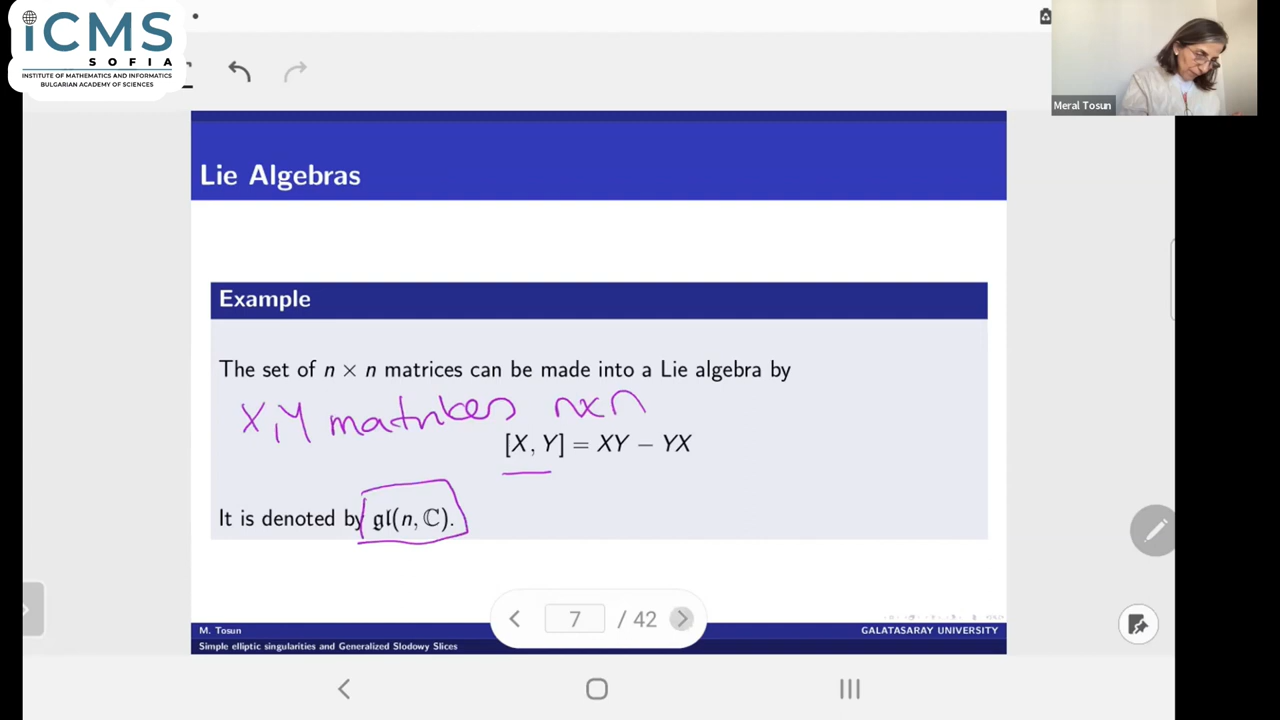 iCMS
SOFIA
INSTITUTE OF MATHEMATICS AND INFORMATICS
BULGARIAN ACADEMY OF SCIENCES
Meral Tosun
Lie Algebras
Example
The set of n × n matrices can be made into a Lie algebra by
X, Y matrices n×n
[X, Y] = XY − YX
It is denoted by 𝔤𝔩(n, ℂ).
7 / 42
M. Tosun
GALATASARAY UNIVERSITY
Simple elliptic singularities and Generalized Slodowy Slices